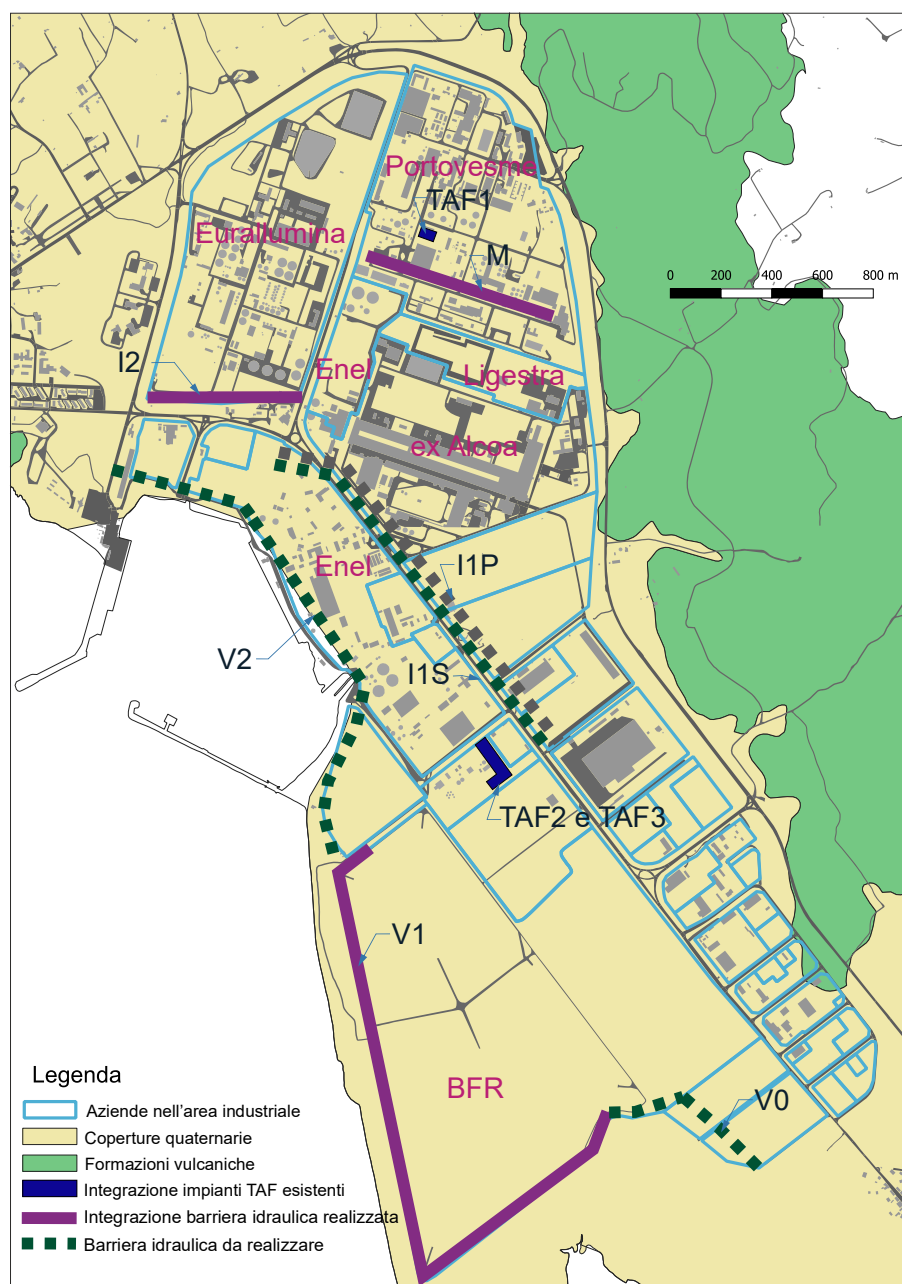 Portovesme
TAF1
Eurallumina
M
0 200 400 600 800 m
I2
Enel
Ligestra
ex Alcoa
Enel
I1P
V2
I1S
TAF2 e TAF3
V1
BFR
V0
Legenda
Aziende nell'area industriale
Coperture quaternarie
Formazioni vulcaniche
Integrazione impianti TAF esistenti
Integrazione barriera idraulica realizzata
Barriera idraulica da realizzare